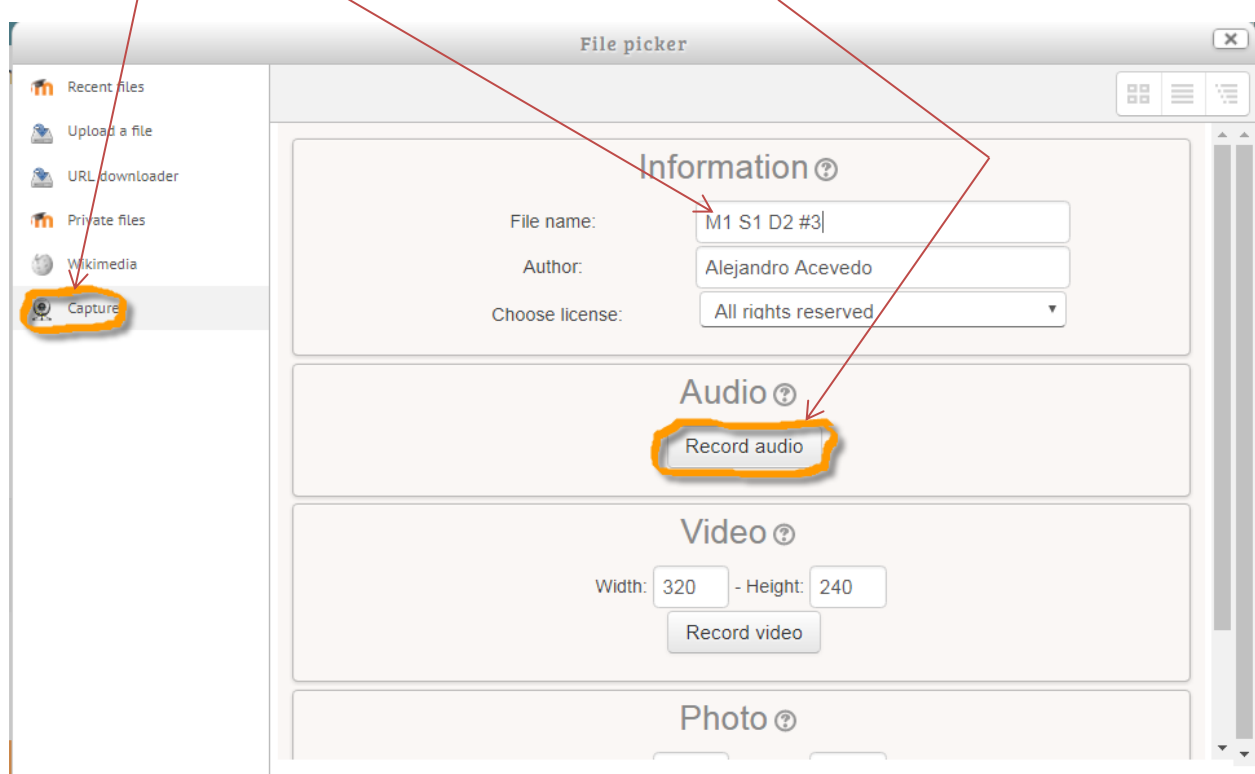 File picker
Recent files
Upload a file
URL downloader
Private files
Wikimedia
Capture
Information
File name: M1 S1 D2 #3
Author: Alejandro Acevedo
Choose license: All rights reserved
Audio
Record audio
Video
Width: 320 - Height: 240
Record video
Photo